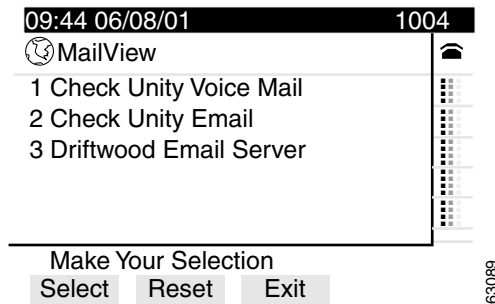 09:44 06/08/01 1004
MailView
1 Check Unity Voice Mail
2 Check Unity Email
3 Driftwood Email Server
Make Your Selection
Select Reset Exit
63089